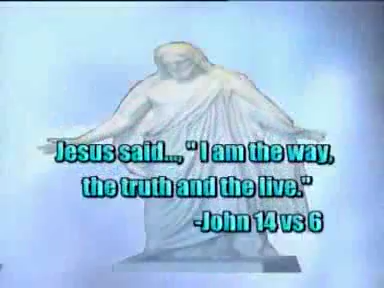 Jesus said..., " I am the way,
the truth and the live."
-John 14 vs 6